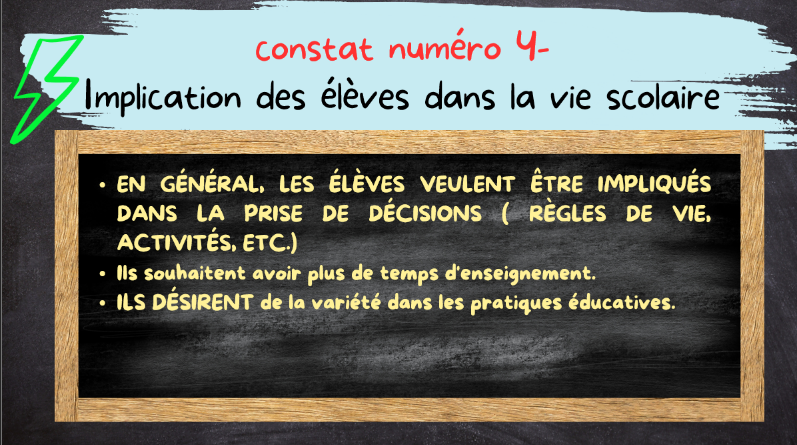 constat numéro 4-
Implication des élèves dans la vie scolaire
• EN GÉNÉRAL, LES ÉLÈVES VEULENT ÊTRE IMPLIQUÉS
DANS LA PRISE DE DÉCISIONS ( RÈGLES DE VIE,
ACTIVITÉS, ETC.)
• Ils souhaitent avoir plus de temps d'enseignement.
• ILS DÉSIRENT de la variété dans les pratiques éducatives.